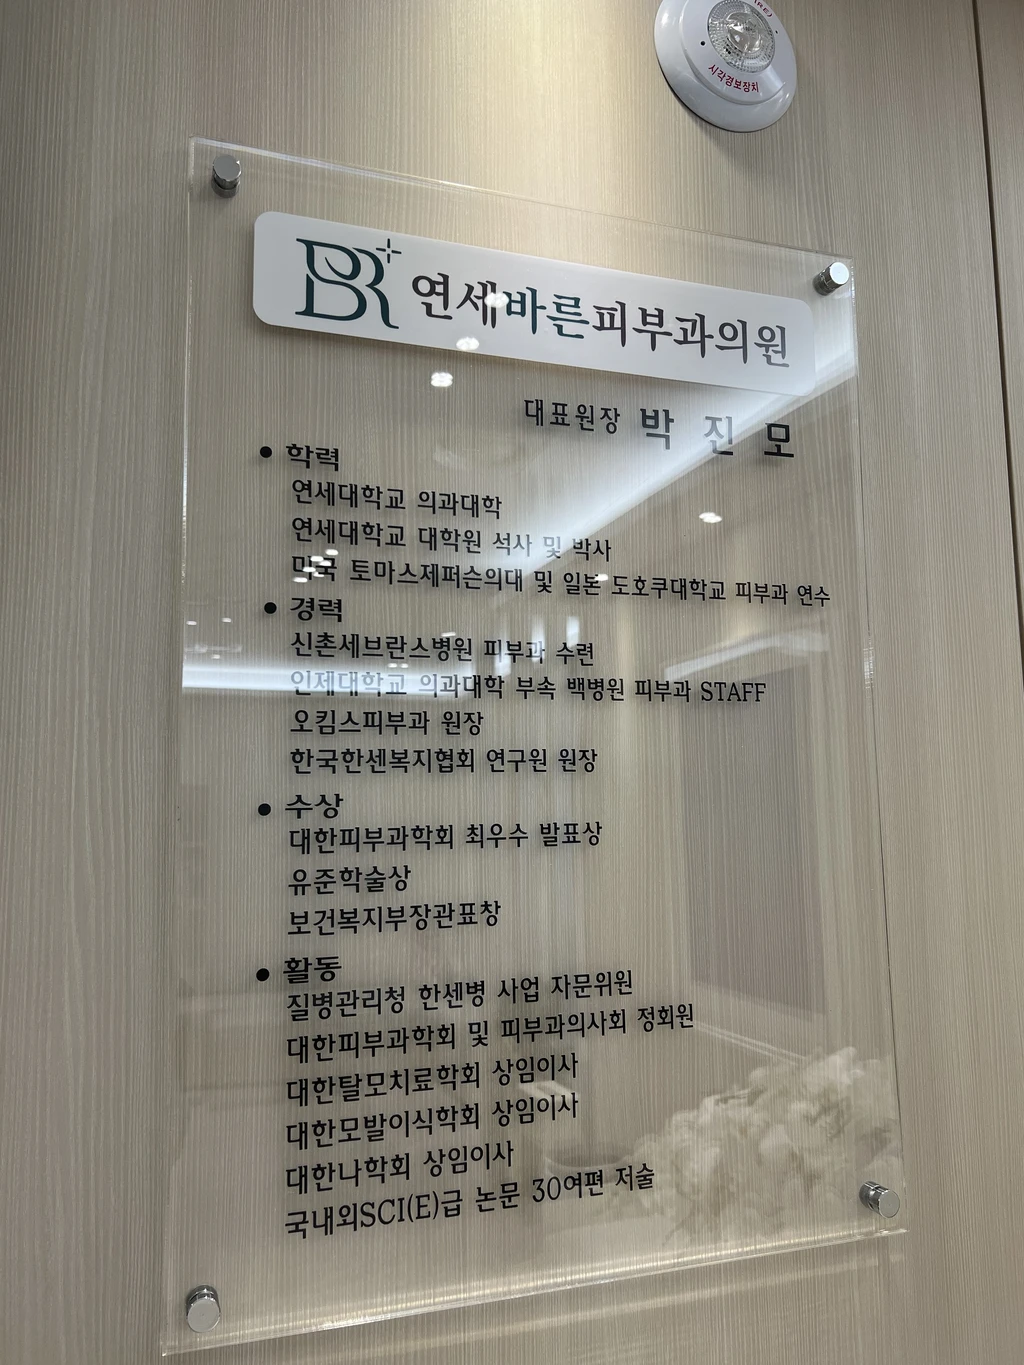 시각경보장치
BR
연세바른피부과의원
대표원장 박 진 모
• 학력
연세대학교 의과대학
연세대학교 대학원 석사 및 박사
미국 토마스제퍼슨의대 및 일본 도호쿠대학교 피부과 연수
• 경력
신촌세브란스병원 피부과 수련
인제대학교 의과대학 부속 백병원 피부과 STAFF
오킴스피부과 원장
한국한센복지협회 연구원 원장
• 수상
대한피부과학회 최우수 발표상
유준학술상
보건복지부장관표창
• 활동
질병관리청 한센병 사업 자문위원
대한피부과학회 및 피부과의사회 정회원
대한탈모치료학회 상임이사
대한모발이식학회 상임이사
대한나학회 상임이사
국내외SCI(E)급 논문 30여편 저술